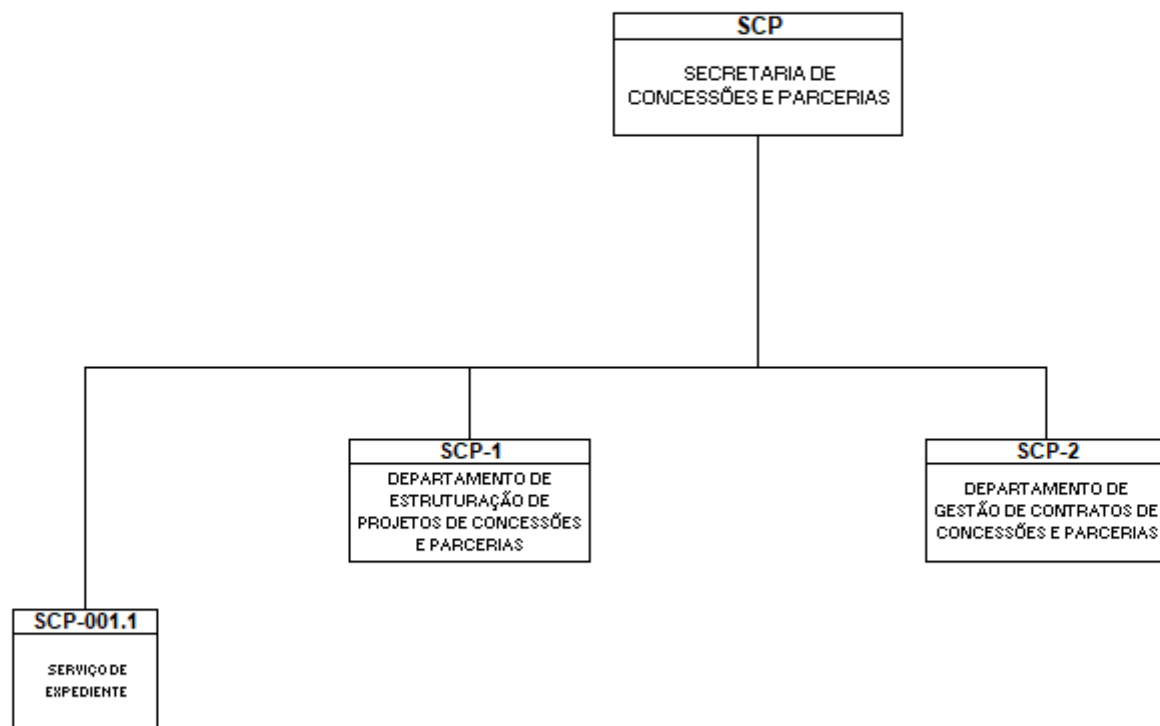 SCP
SECRETARIA DE
CONCESSÕES E PARCERIAS
SCP-1
DEPARTAMENTO DE
ESTRUTURAÇÃO DE
PROJETOS DE CONCESSÕES
E PARCERIAS
SCP-2
DEPARTAMENTO DE
GESTÃO DE CONTRATOS DE
CONCESSÕES E PARCERIAS
SCP-001.1
SERVIÇO DE
EXPEDIENTE